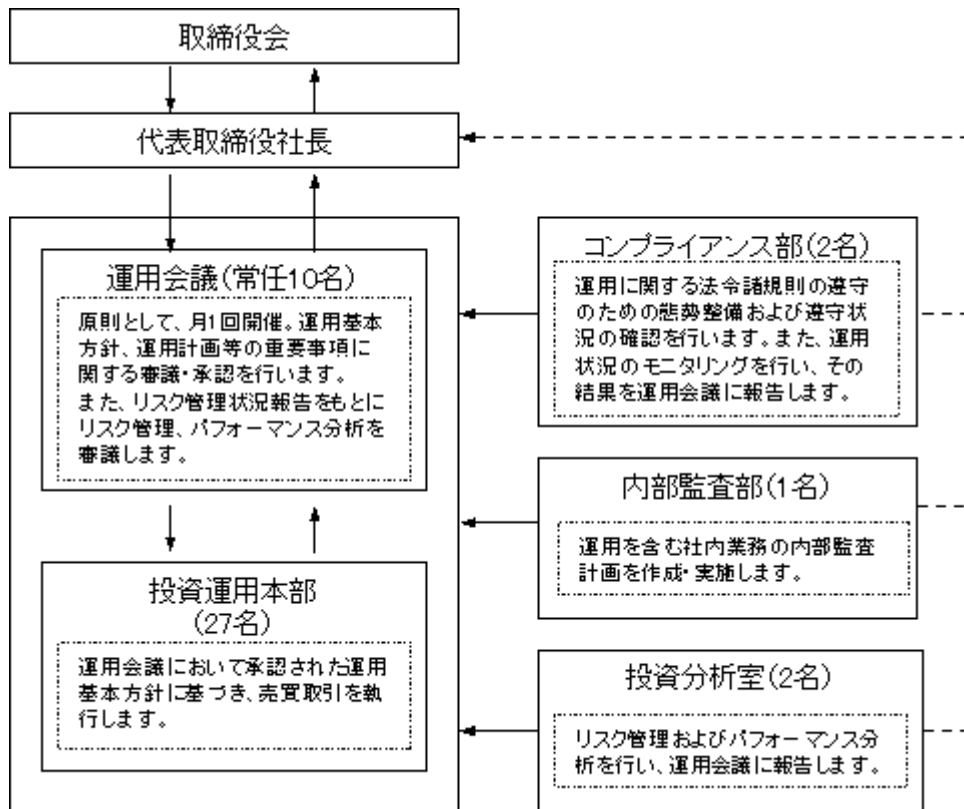 取締役会
代表取締役社長
運用会議(常任10名)
原則として、月1回開催。運用基本
方針、運用計画等の重要事項に
関する審議・承認を行います。
また、リスク管理状況報告をもとに
リスク管理、パフォーマンス分析を
審議します。
投資運用本部
(27名)
運用会議において承認された運用
基本方針に基づき、売買取引を執
行します。
コンプライアンス部(2名)
運用に関する法令諸規則の遵守
のための態勢整備および遵守状
況の確認を行います。また、運用
状況のモニタリングを行い、その
結果を運用会議に報告します。
内部監査部(1名)
運用を含む社内業務の内部監査
計画を作成・実施します。
投資分析室(2名)
リスク管理およびパフォーマンス分
析を行い、運用会議に報告します。